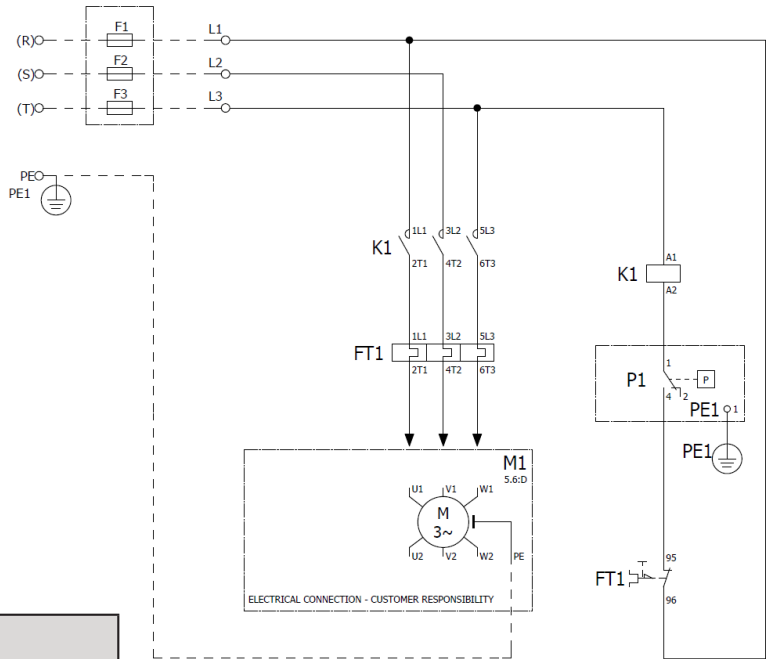 F1
(R) L1
F2
(S) L2
F3
(T) L3
PE
PE1
1L1 3L2 5L3
K1
2T1 4T2 6T3
A1
K1
A2
1L1 3L2 5L3
FT1
2T1 4T2 6T3
1
P1 P
4 2
PE1 1
PE1
M1
5.6:D
U1 V1 W1
M
3~
U2 V2 W2 PE
95
FT1
96
ELECTRICAL CONNECTION - CUSTOMER RESPONSIBILITY